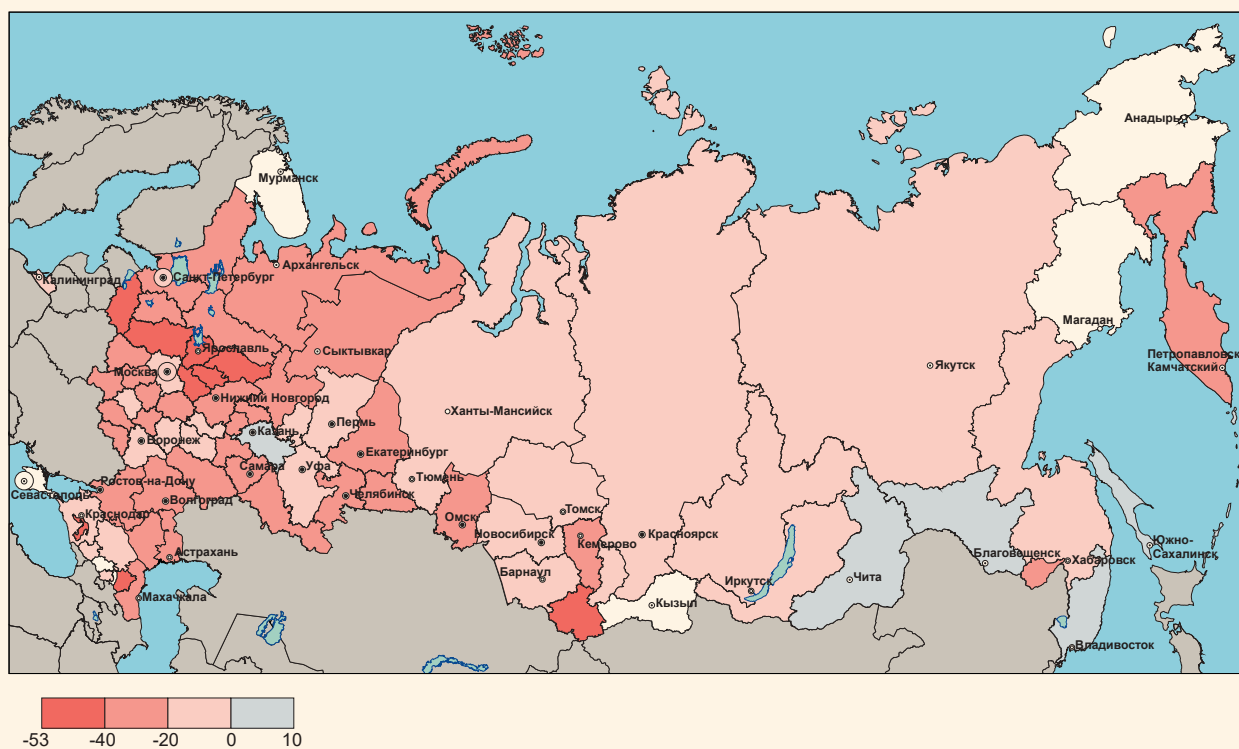 Анадырь
Мурманск
Архангельск
Санкт-Петербург
Калининград
Магадан
Ярославль
Сыктывкар
Петропавловск
Камчатский
Якутск
Москва
Нижний Новгород
Ханты-Мансийск
Пермь
Казань
Воронеж
Екатеринбург
Самара
Уфа
Тюмень
Ростов-на-Дону
Севастополь
Волгоград
Челябинск
Краснодар
Омск
Томск
Новосибирск
Кемерово
Красноярск
Астрахань
Благовещенск
Хабаровск
Южно-
Сахалинск
Барнаул
Иркутск
Чита
Махачкала
Кызыл
Владивосток
-53 -40 -20 0 10